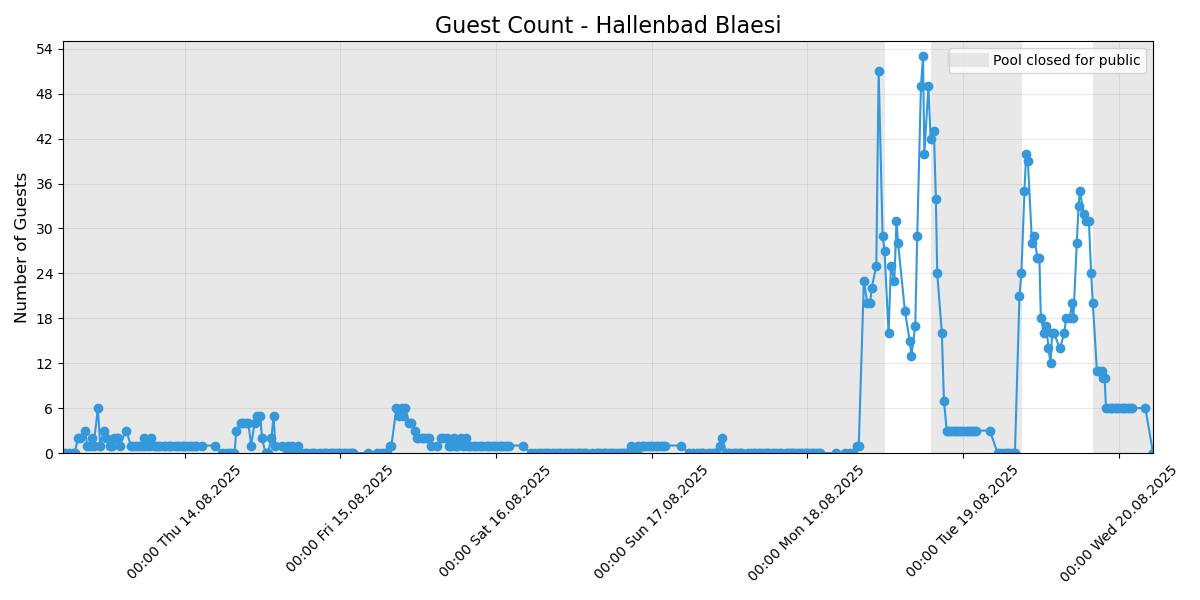 Guest Count - Hallenbad Blaesi
Pool closed for public
Number of Guests
54
48
42
36
30
24
18
12
6
0
00:00 Thu 14.08.2025
00:00 Fri 15.08.2025
00:00 Sat 16.08.2025
00:00 Sun 17.08.2025
00:00 Mon 18.08.2025
00:00 Tue 19.08.2025
00:00 Wed 20.08.2025